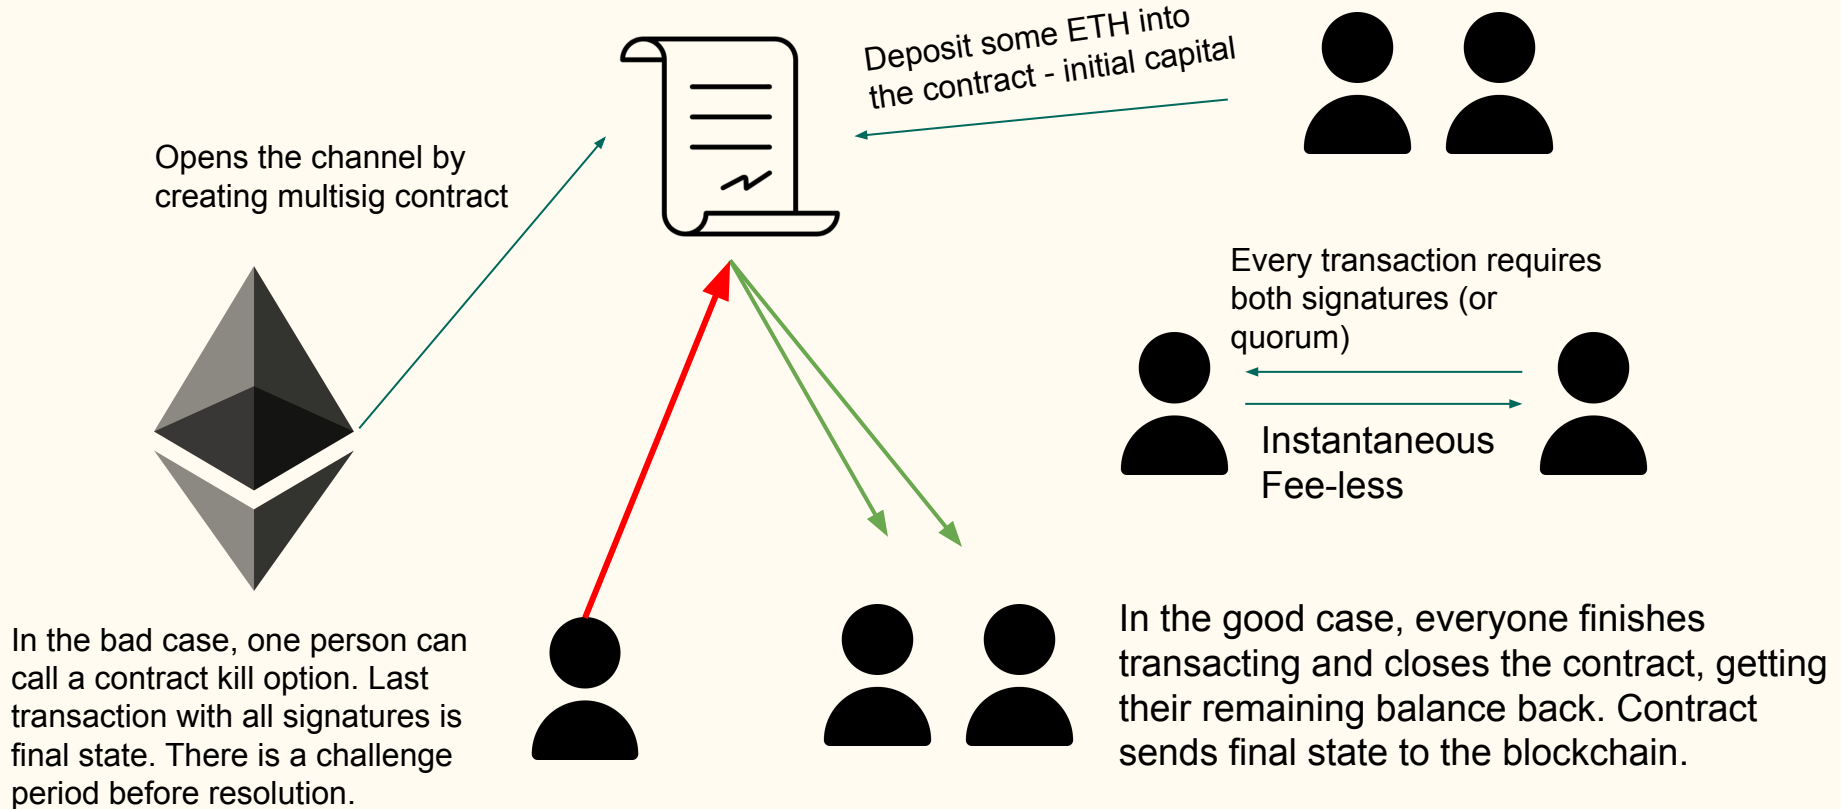 Deposit some ETH into
the contract - initial capital
Opens the channel by
creating multisig contract
Every transaction requires
both signatures (or
quorum)
Instantaneous
Fee-less
In the bad case, one person can
call a contract kill option. Last
transaction with all signatures is
final state. There is a challenge
period before resolution.
In the good case, everyone finishes
transacting and closes the contract, getting
their remaining balance back. Contract
sends final state to the blockchain.